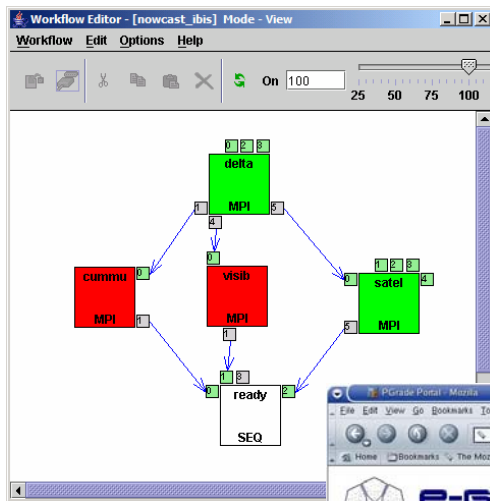 Workflow Editor - [nowcast_ibis] Mode - View
Workflow Edit Options Help
On 100
25 50 75 100
0 2 3
delta
MPI
1 4 5
cummu 0
MPI 1
0
visib
MPI
1
1 2 3
0 satel 4
5 MPI
1 3
0 ready 2
SEQ
PGrade Portal - Mozilla
File Edit View Go Bookmarks To
Home Bookmarks The Moz